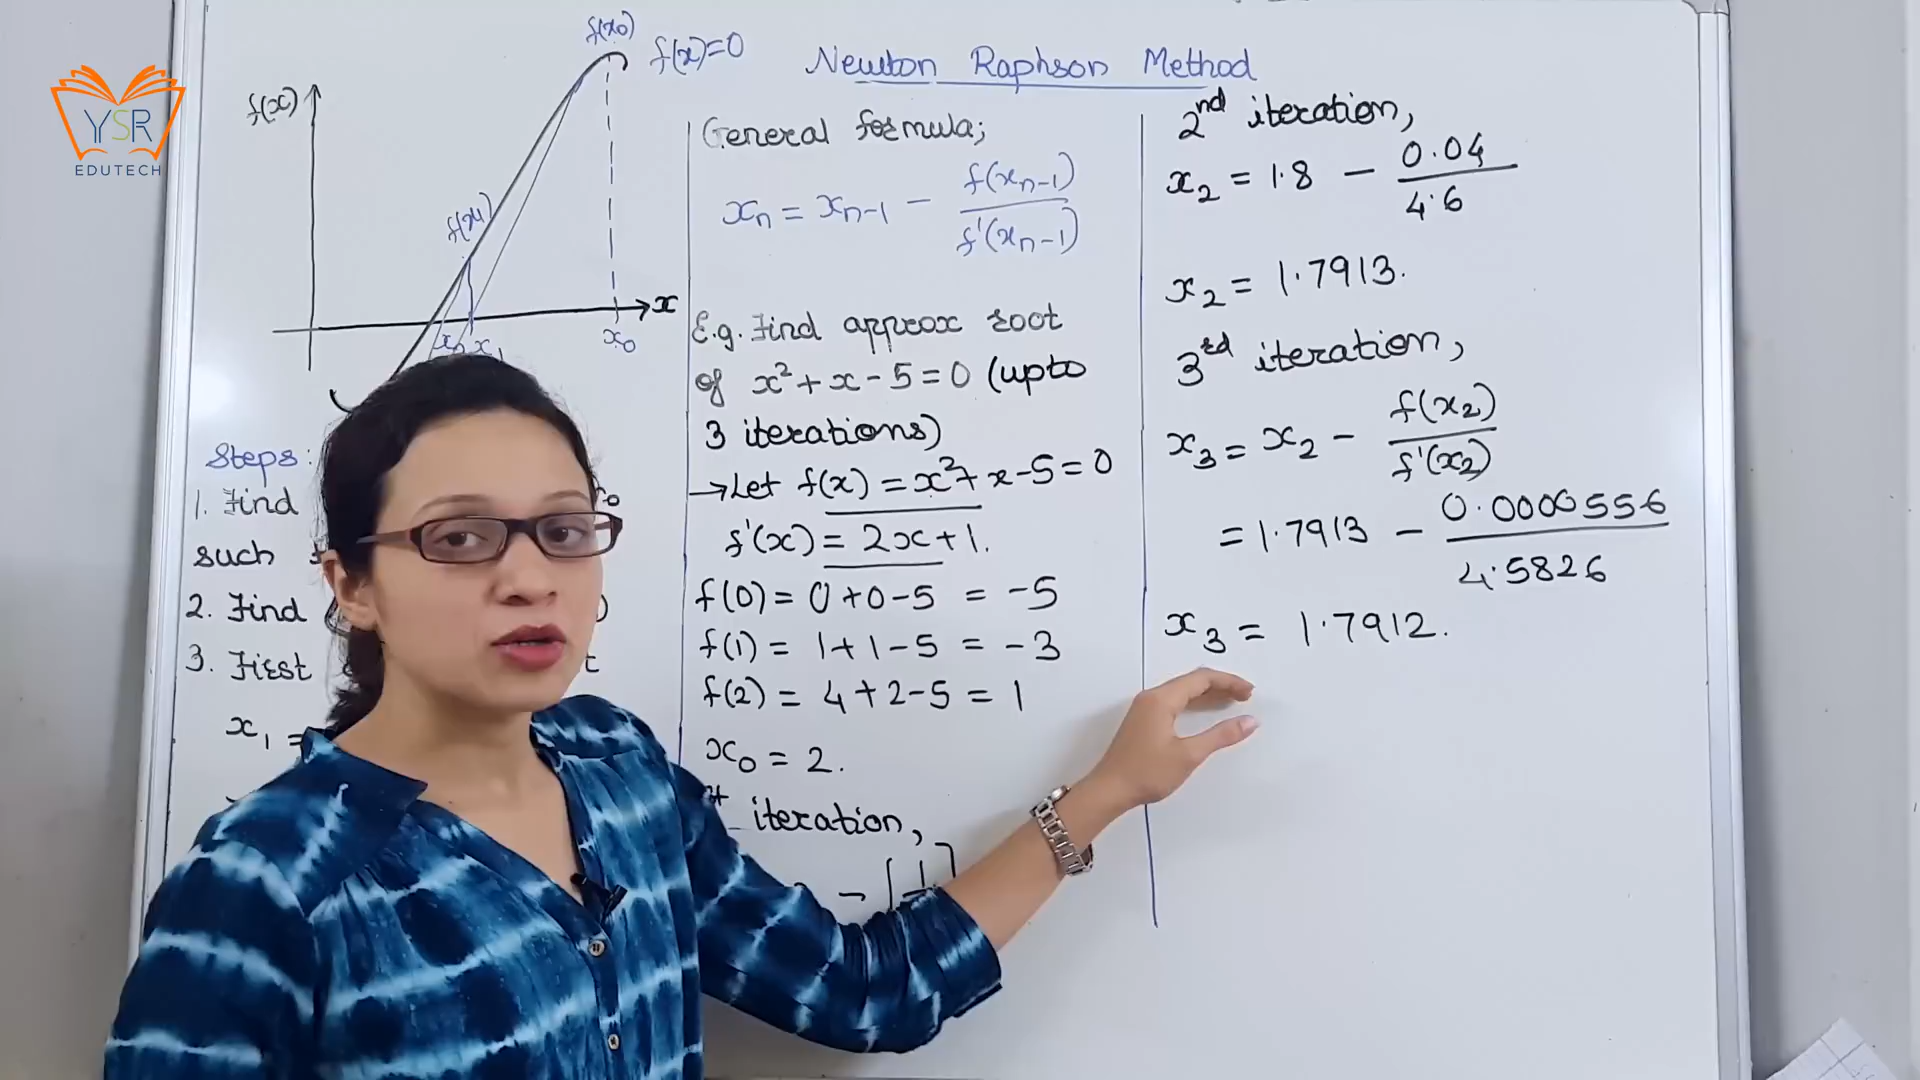 YSR
EDUTECH
Newton Raphson Method
f(x₀)
f(x)=0
f(x)
f(x₁)
x
x₁
x₀
Steps:
1. Find
such
2. Find
3. First
x₁ =
General formula;
xₙ = xₙ₋₁ - f(xₙ₋₁)/f'(xₙ₋₁)
E.g. Find approx root
of x² + x - 5 = 0 (upto
3 iterations)
→ Let f(x) = x² + x - 5 = 0
f'(x) = 2x + 1.
f(0) = 0 + 0 - 5 = -5
f(1) = 1 + 1 - 5 = -3
f(2) = 4 + 2 - 5 = 1
x₀ = 2.
iteration,
2nd iteration,
x₂ = 1.8 - 0.04/4.6
x₂ = 1.7913.
3rd iteration,
x₃ = x₂ - f(x₂)/f'(x₂)
= 1.7913 - 0.0000556/4.5826
x₃ = 1.7912.